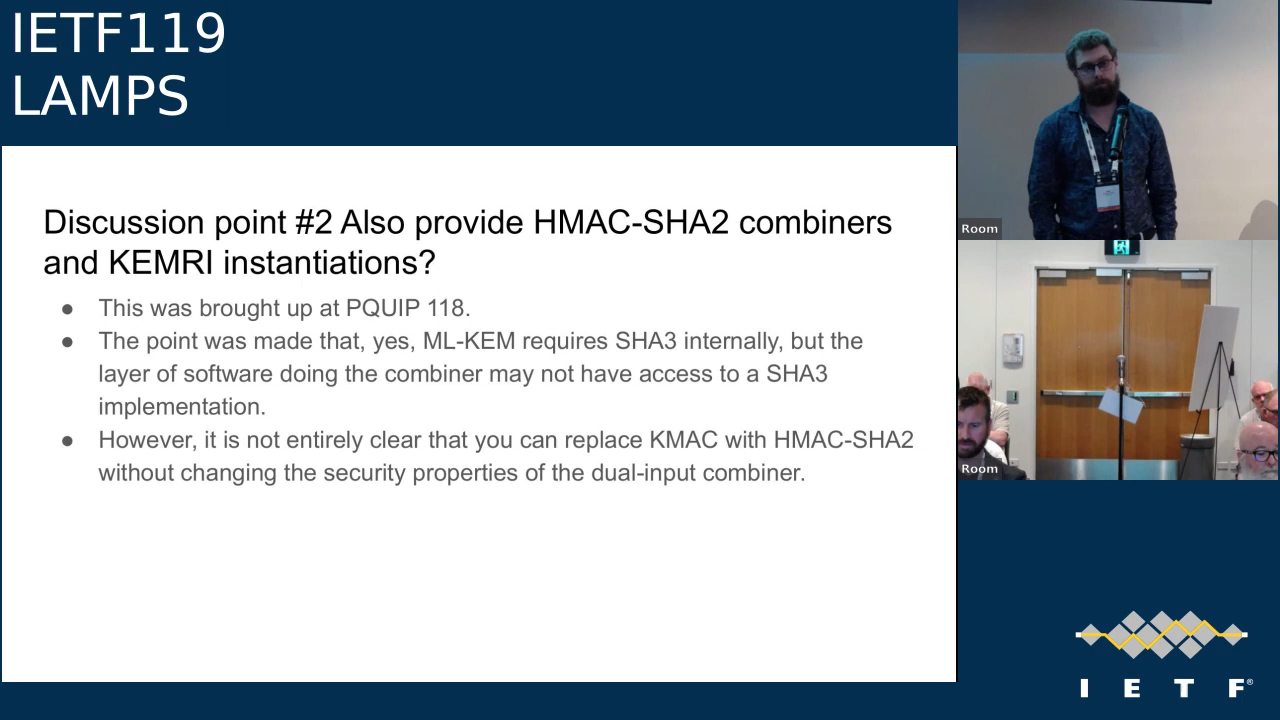 IETF119
LAMPS
Discussion point #2 Also provide HMAC-SHA2 combiners
and KEMRI instantiations?
● This was brought up at PQUIP 118.
● The point was made that, yes, ML-KEM requires SHA3 internally, but the
layer of software doing the combiner may not have access to a SHA3
implementation.
● However, it is not entirely clear that you can replace KMAC with HMAC-SHA2
without changing the security properties of the dual-input combiner.
Room
Room
I E T F®